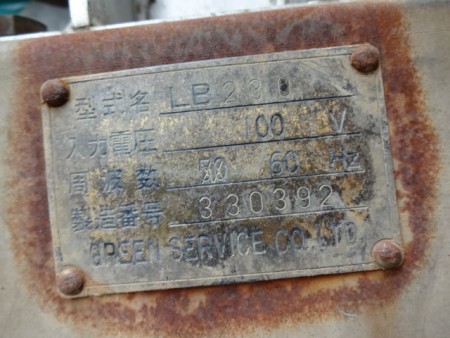 型式名 LB230
入力電圧 100 V
周波数 50 60 Hz
製造番号 330392
GREEN SERVICE CO.LTD